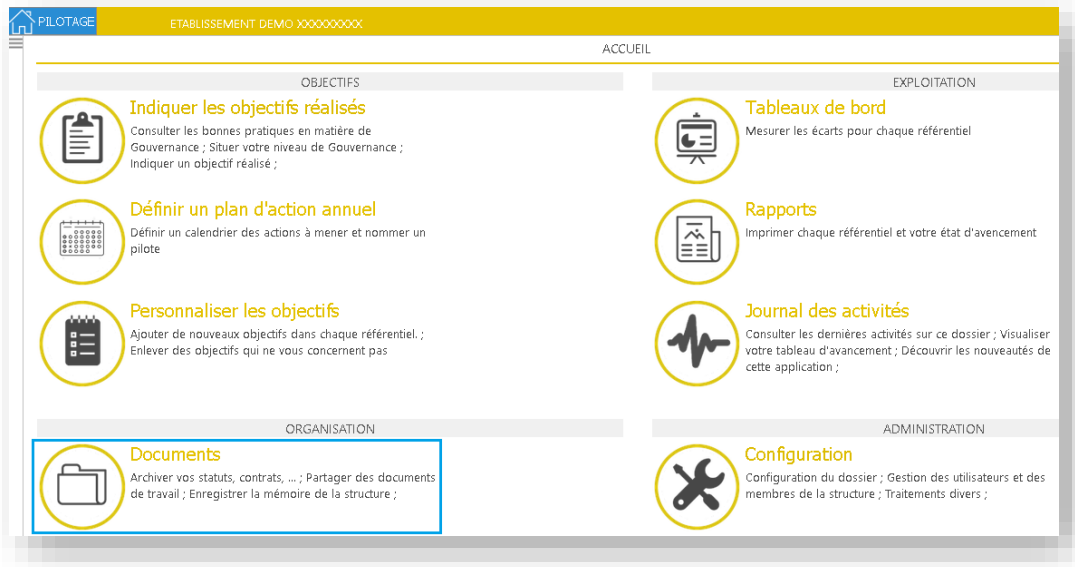 PILOTAGE
ETABLISSEMENT DEMO XXXXXXXXXX
ACCUEIL
OBJECTIFS
Indiquer les objectifs réalisés
Consulter les bonnes pratiques en matière de
Gouvernance ; Situer votre niveau de Gouvernance ;
Indiquer un objectif réalisé ;
Définir un plan d'action annuel
Définir un calendrier des actions à mener et nommer un
pilote
Personnaliser les objectifs
Ajouter de nouveaux objectifs dans chaque référentiel. ;
Enlever des objectifs qui ne vous concernent pas
EXPLOITATION
Tableaux de bord
Mesurer les écarts pour chaque référentiel
Rapports
Imprimer chaque référentiel et votre état d'avencement
Journal des activités
Consulter les dernières activités sur ce dossier ; Visualiser
votre tableau d'avancement ; Découvrir les nouveautés de
cette application ;
ORGANISATION
Documents
Archiver vos statuts, contrats, ... ; Partager des documents
de travail ; Enregistrer la mémoire de la structure ;
ADMINISTRATION
Configuration
Configuration du dossier ; Gestion des utilisateurs et des
membres de la structure ; Traitements divers ;